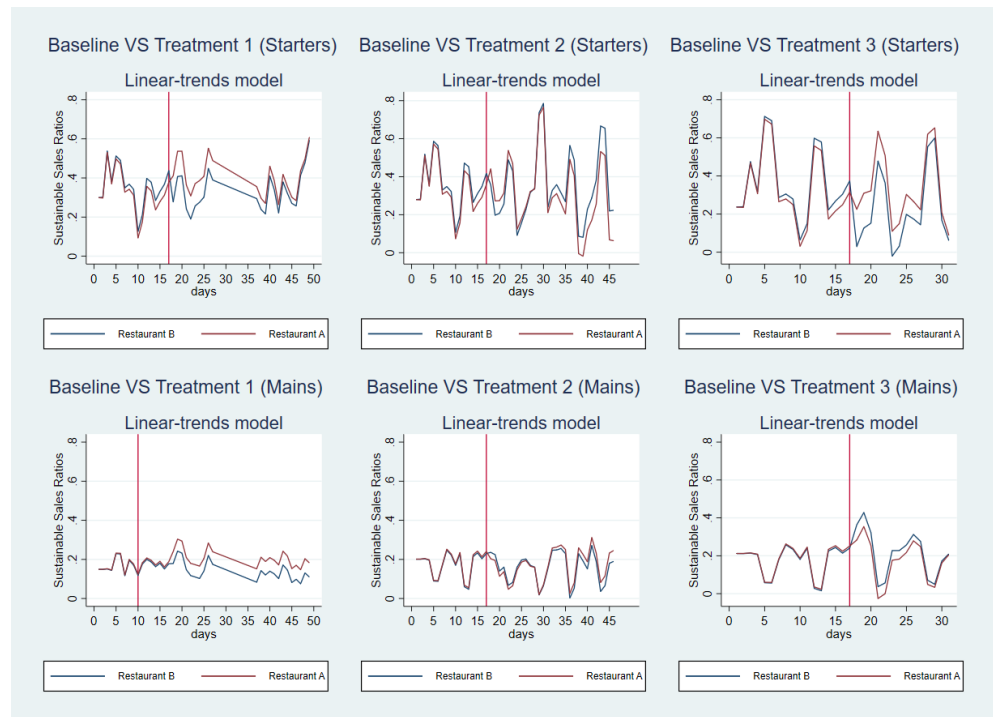 Baseline VS Treatment 1 (Starters)
Linear-trends model
Sustainable Sales Ratios
.8
.6
.4
.2
0
0 5 10 15 20 25 30 35 40 45 50
days
Restaurant B Restaurant A
Baseline VS Treatment 2 (Starters)
Linear-trends model
Sustainable Sales Ratios
.8
.6
.4
.2
0
0 5 10 15 20 25 30 35 40 45
days
Restaurant B Restaurant A
Baseline VS Treatment 3 (Starters)
Linear-trends model
Sustainable Sales Ratios
.8
.6
.4
.2
0
0 5 10 15 20 25 30
days
Restaurant B Restaurant A
Baseline VS Treatment 1 (Mains)
Linear-trends model
Sustainable Sales Ratios
.8
.6
.4
.2
0
0 5 10 15 20 25 30 35 40 45 50
days
Restaurant B Restaurant A
Baseline VS Treatment 2 (Mains)
Linear-trends model
Sustainable Sales Ratios
.8
.6
.4
.2
0
0 5 10 15 20 25 30 35 40 45
days
Restaurant B Restaurant A
Baseline VS Treatment 3 (Mains)
Linear-trends model
Sustainable Sales Ratios
.8
.6
.4
.2
0
0 5 10 15 20 25 30
days
Restaurant B Restaurant A